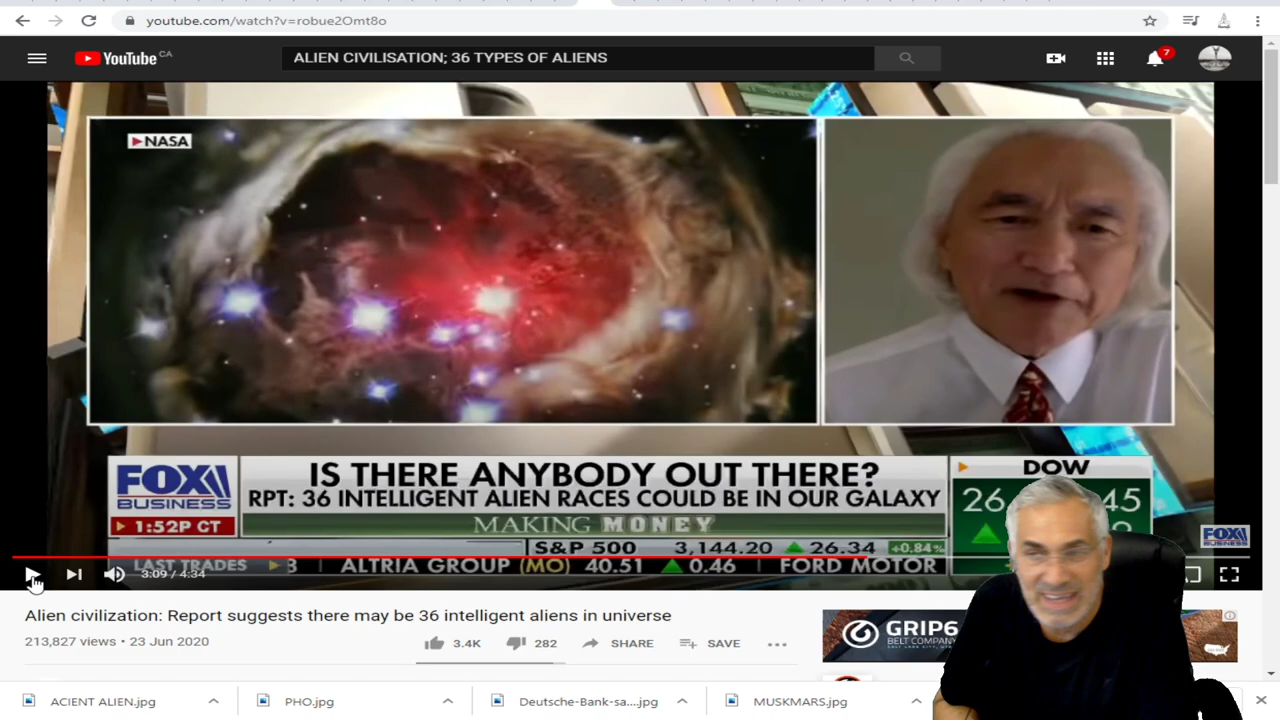 youtube.com/watch?v=robue2Omt8o
YouTube CA
ALIEN CIVILISATION; 36 TYPES OF ALIENS
7
NASA
FOX
BUSINESS
1:52P CT
IS THERE ANYBODY OUT THERE?
RPT: 36 INTELLIGENT ALIEN RACES COULD BE IN OUR GALAXY
MAKING MONEY
DOW
26 45
S&P 500 3,144.20 26.34 +0.84%
LAST TRADES ALTRIA GROUP (MO) 40.51 0.46 FORD MOTOR
FOX
BUSINESS
3:09 / 4:34
Alien civilization: Report suggests there may be 36 intelligent aliens in universe
213,827 views • 23 Jun 2020
3.4K 282 SHARE SAVE
GRIP6
BELT COMPANY
ACIENT ALIEN.jpg PHO.jpg Deutsche-Bank-sa....jpg MUSKMARS.jpg